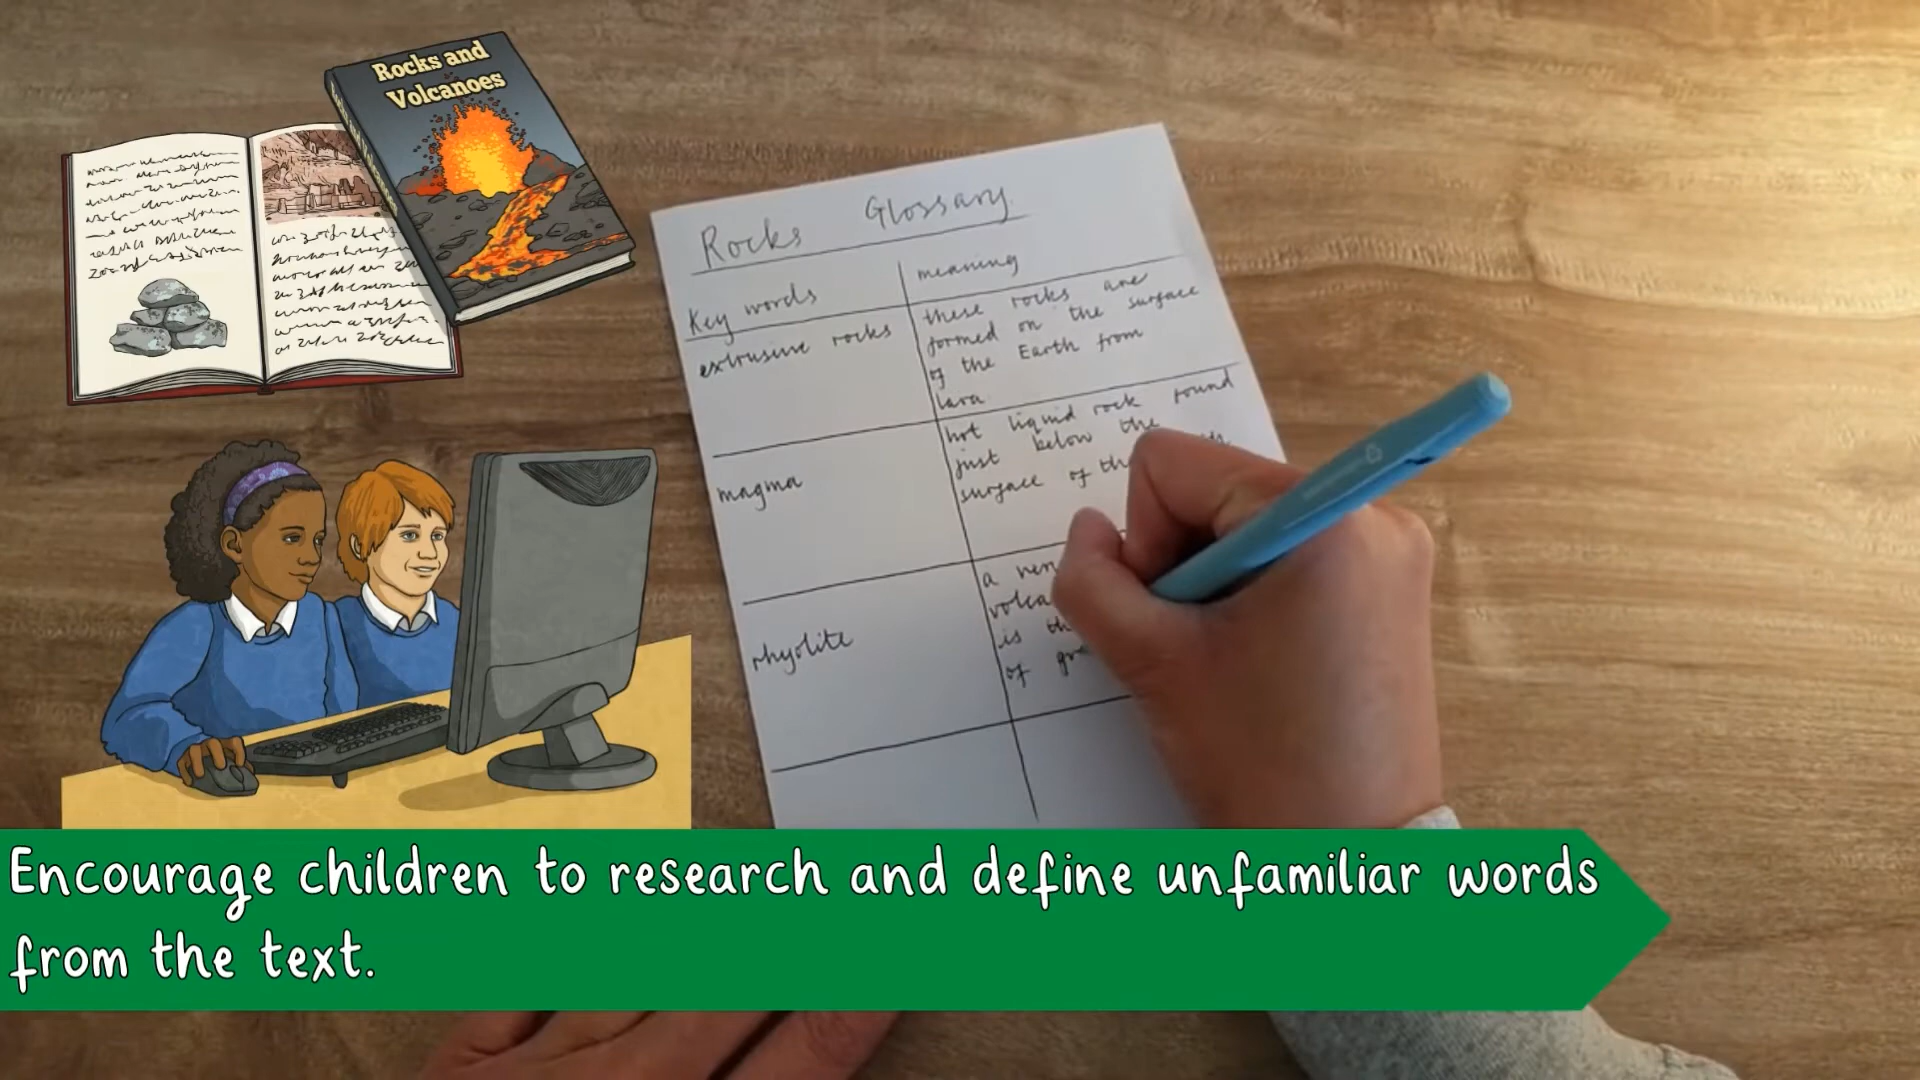 Rocks and
Volcanoes
Rocks Glossary
Key words
meaning
extrusive rocks
these rocks are
formed on the surface
of the Earth from
lava
magma
hot liquid rock found
just below the
surface of
rhyolite
a
is
of
Encourage children to research and define unfamiliar words
from the text.